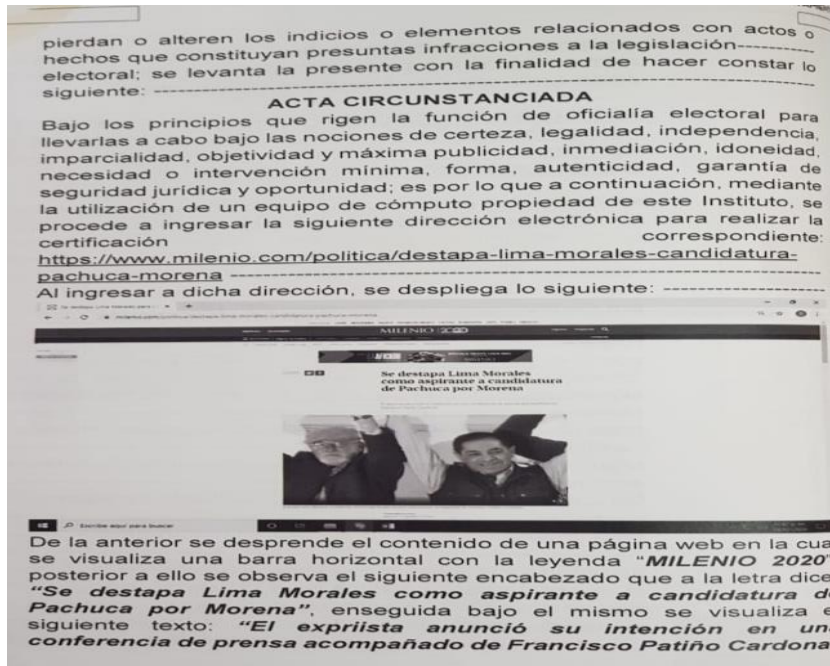 pierdan o alteren los indicios o elementos relacionados con actos o
hechos que constituyan presuntas infracciones a la legislación----------
electoral; se levanta la presente con la finalidad de hacer constar lo
siguiente: --------------------------------------------------------------------
ACTA CIRCUNSTANCIADA
Bajo los principios que rigen la función de oficialía electoral para
llevarlas a cabo bajo las nociones de certeza, legalidad, independencia,
imparcialidad, objetividad y máxima publicidad, inmediación, idoneidad,
necesidad o intervención mínima, forma, autenticidad, garantía de
seguridad jurídica y oportunidad; es por lo que a continuación, mediante
la utilización de un equipo de cómputo propiedad de este Instituto, se
procede a ingresar la siguiente dirección electrónica para realizar la
certificación correspondiente:
https://www.milenio.com/politica/destapa-lima-morales-candidatura-
pachuca-morena ------------------------------------------------------------
Al ingresar a dicha dirección, se despliega lo siguiente: --------------------
MILENIO
Se destapa Lima Morales
como aspirante a candidatura
de Pachuca por Morena
Escribe aquí para buscar
De la anterior se desprende el contenido de una página web en la cua
se visualiza una barra horizontal con la leyenda "MILENIO 2020"
posterior a ello se observa el siguiente encabezado que a la letra dice
"Se destapa Lima Morales como aspirante a candidatura d
Pachuca por Morena", enseguida bajo el mismo se visualiza e
siguiente texto: "El expriista anunció su intención en un
conferencia de prensa acompañado de Francisco Patiño Cardona